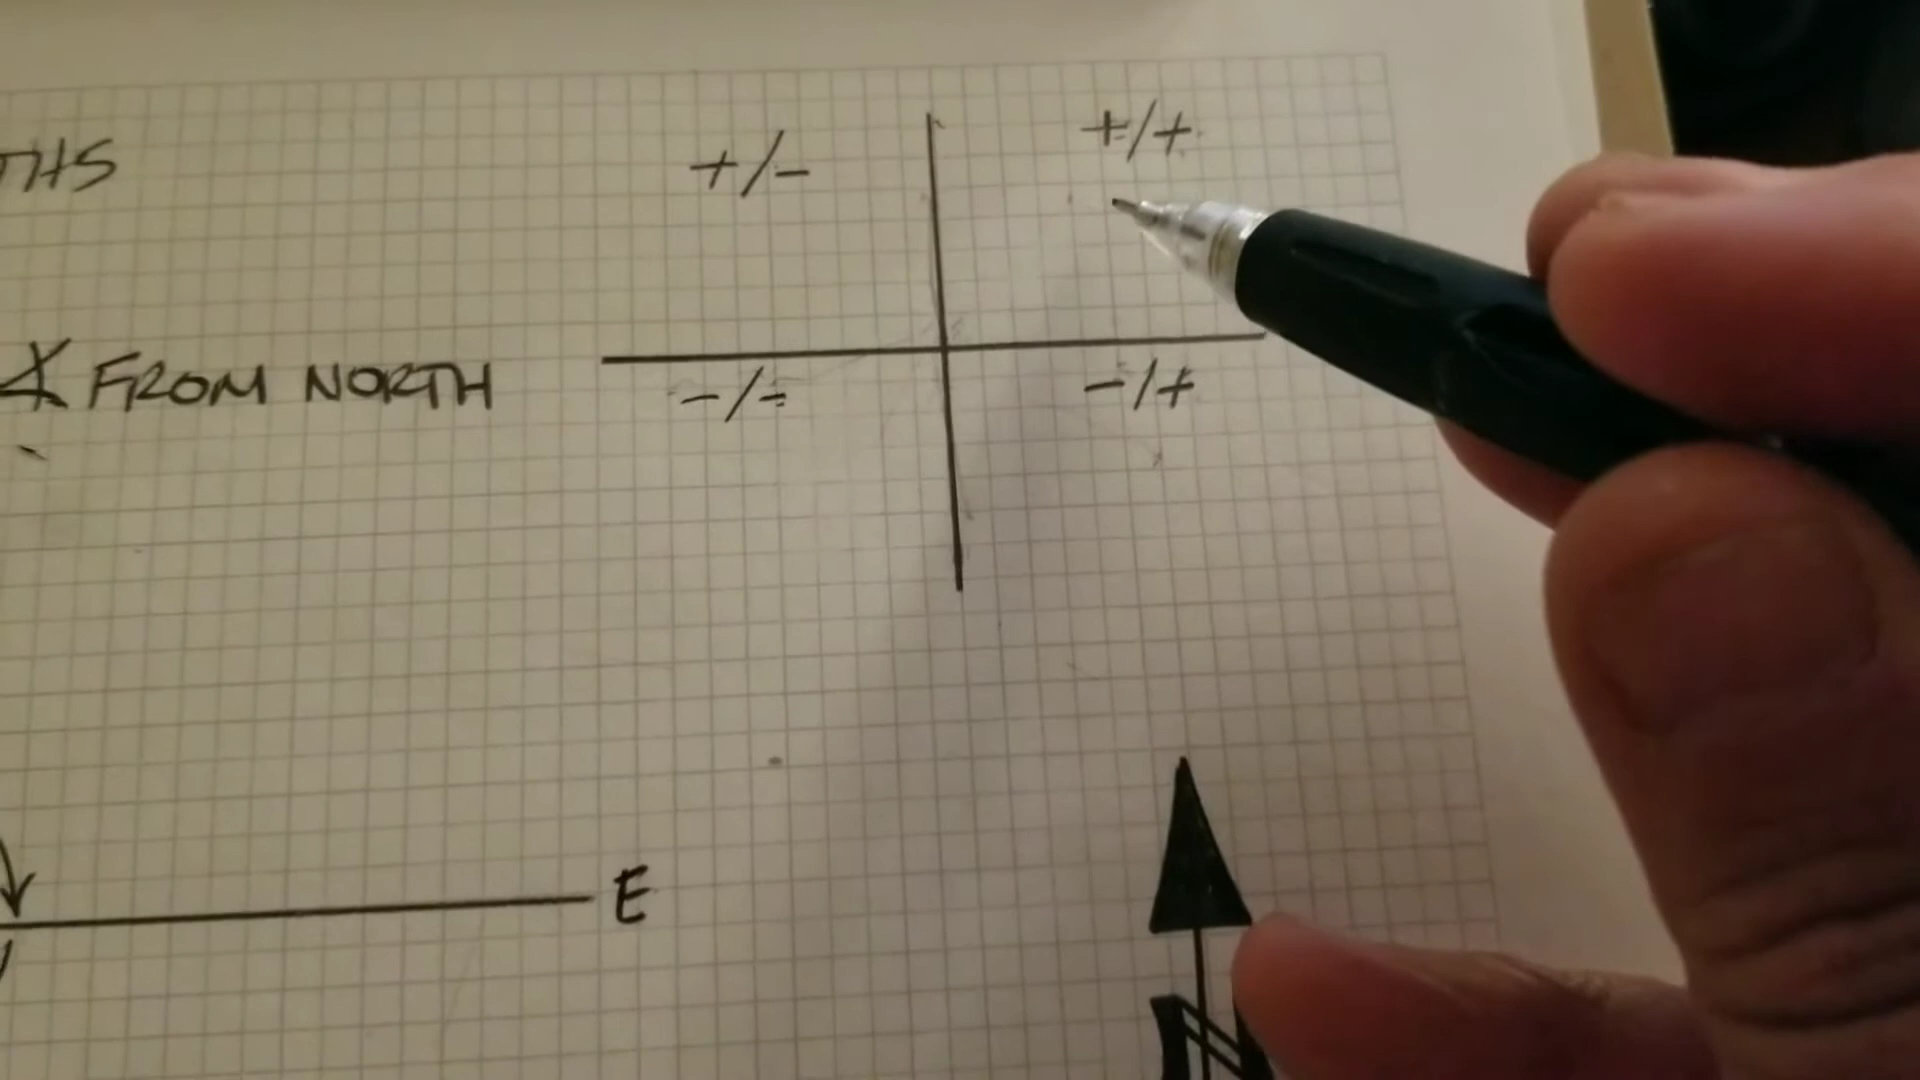 THS
+/-
+/+
∡ FROM NORTH
-/-
-/+
E
N